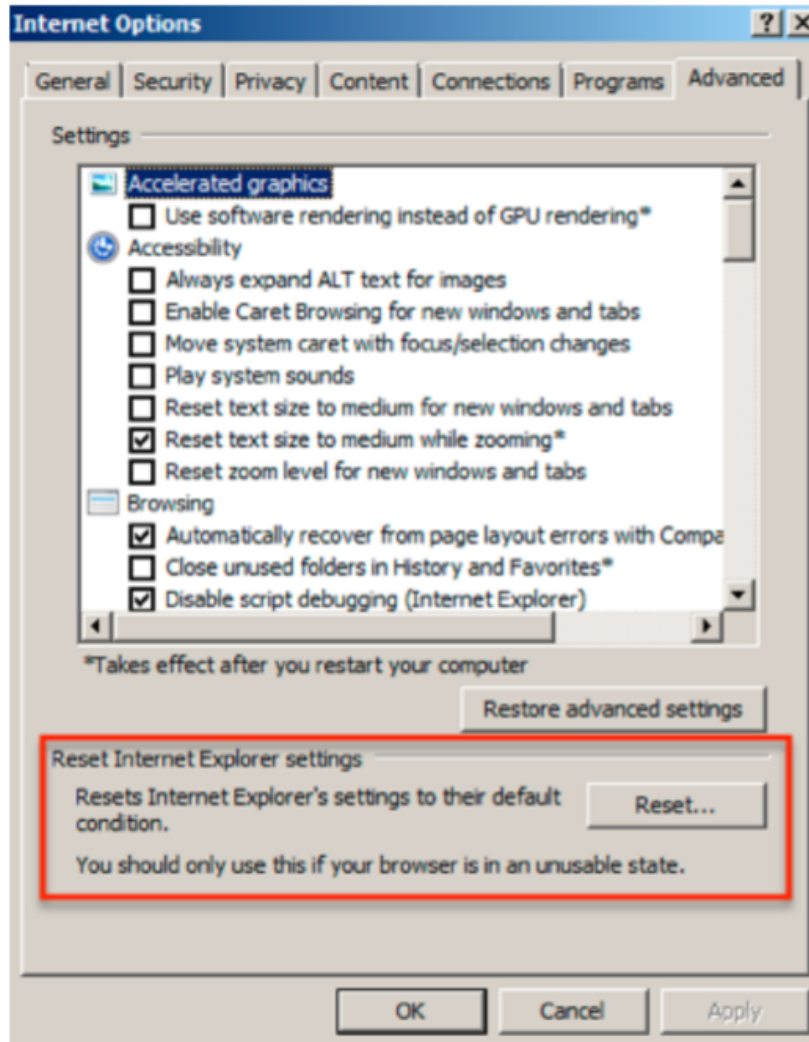 Internet Options
General Security Privacy Content Connections Programs Advanced
Settings
Accelerated graphics
Use software rendering instead of GPU rendering*
Accessibility
Always expand ALT text for images
Enable Caret Browsing for new windows and tabs
Move system caret with focus/selection changes
Play system sounds
Reset text size to medium for new windows and tabs
Reset text size to medium while zooming*
Reset zoom level for new windows and tabs
Browsing
Automatically recover from page layout errors with Compa
Close unused folders in History and Favorites*
Disable script debugging (Internet Explorer)
*Takes effect after you restart your computer
Restore advanced settings
Reset Internet Explorer settings
Resets Internet Explorer's settings to their default
condition.
Reset...
You should only use this if your browser is in an unusable state.
OK Cancel Apply